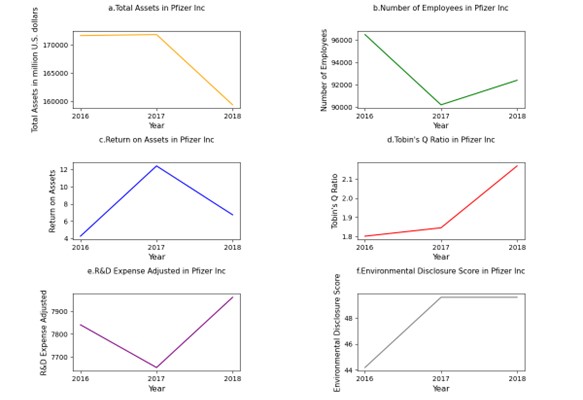 a.Total Assets in Pfizer Inc
Total Assets in million U.S. dollars
170000
165000
160000
2016
2017
2018
Year
b.Number of Employees in Pfizer Inc
Number of Employees
96000
94000
92000
90000
2016
2017
2018
Year
c.Return on Assets in Pfizer Inc
Return on Assets
12
10
8
6
4
2016
2017
2018
Year
d.Tobin's Q Ratio in Pfizer Inc
Tobin's Q Ratio
2.1
2.0
1.9
1.8
2016
2017
2018
Year
e.R&D Expense Adjusted in Pfizer Inc
R&D Expense Adjusted
7900
7800
7700
2016
2017
2018
Year
f.Environmental Disclosure Score in Pfizer Inc
Environmental Disclosure Score
48
46
44
2016
2017
2018
Year